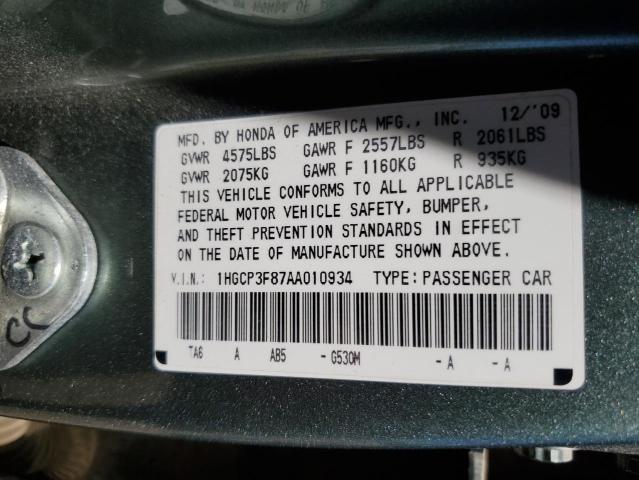 MFD. BY HONDA OF AMERICA MFG., INC. 12/'09
GVWR 4575LBS GAWR F 2557LBS R 2061LBS
GVWR 2075KG GAWR F 1160KG R 935KG
THIS VEHICLE CONFORMS TO ALL APPLICABLE
FEDERAL MOTOR VEHICLE SAFETY, BUMPER,
AND THEFT PREVENTION STANDARDS IN EFFECT
ON THE DATE OF MANUFACTURE SHOWN ABOVE.
V.I.N.: 1HGCP3F87AA010934 TYPE: PASSENGER CAR
TA6 A AB5 - G530M - A - A
CC